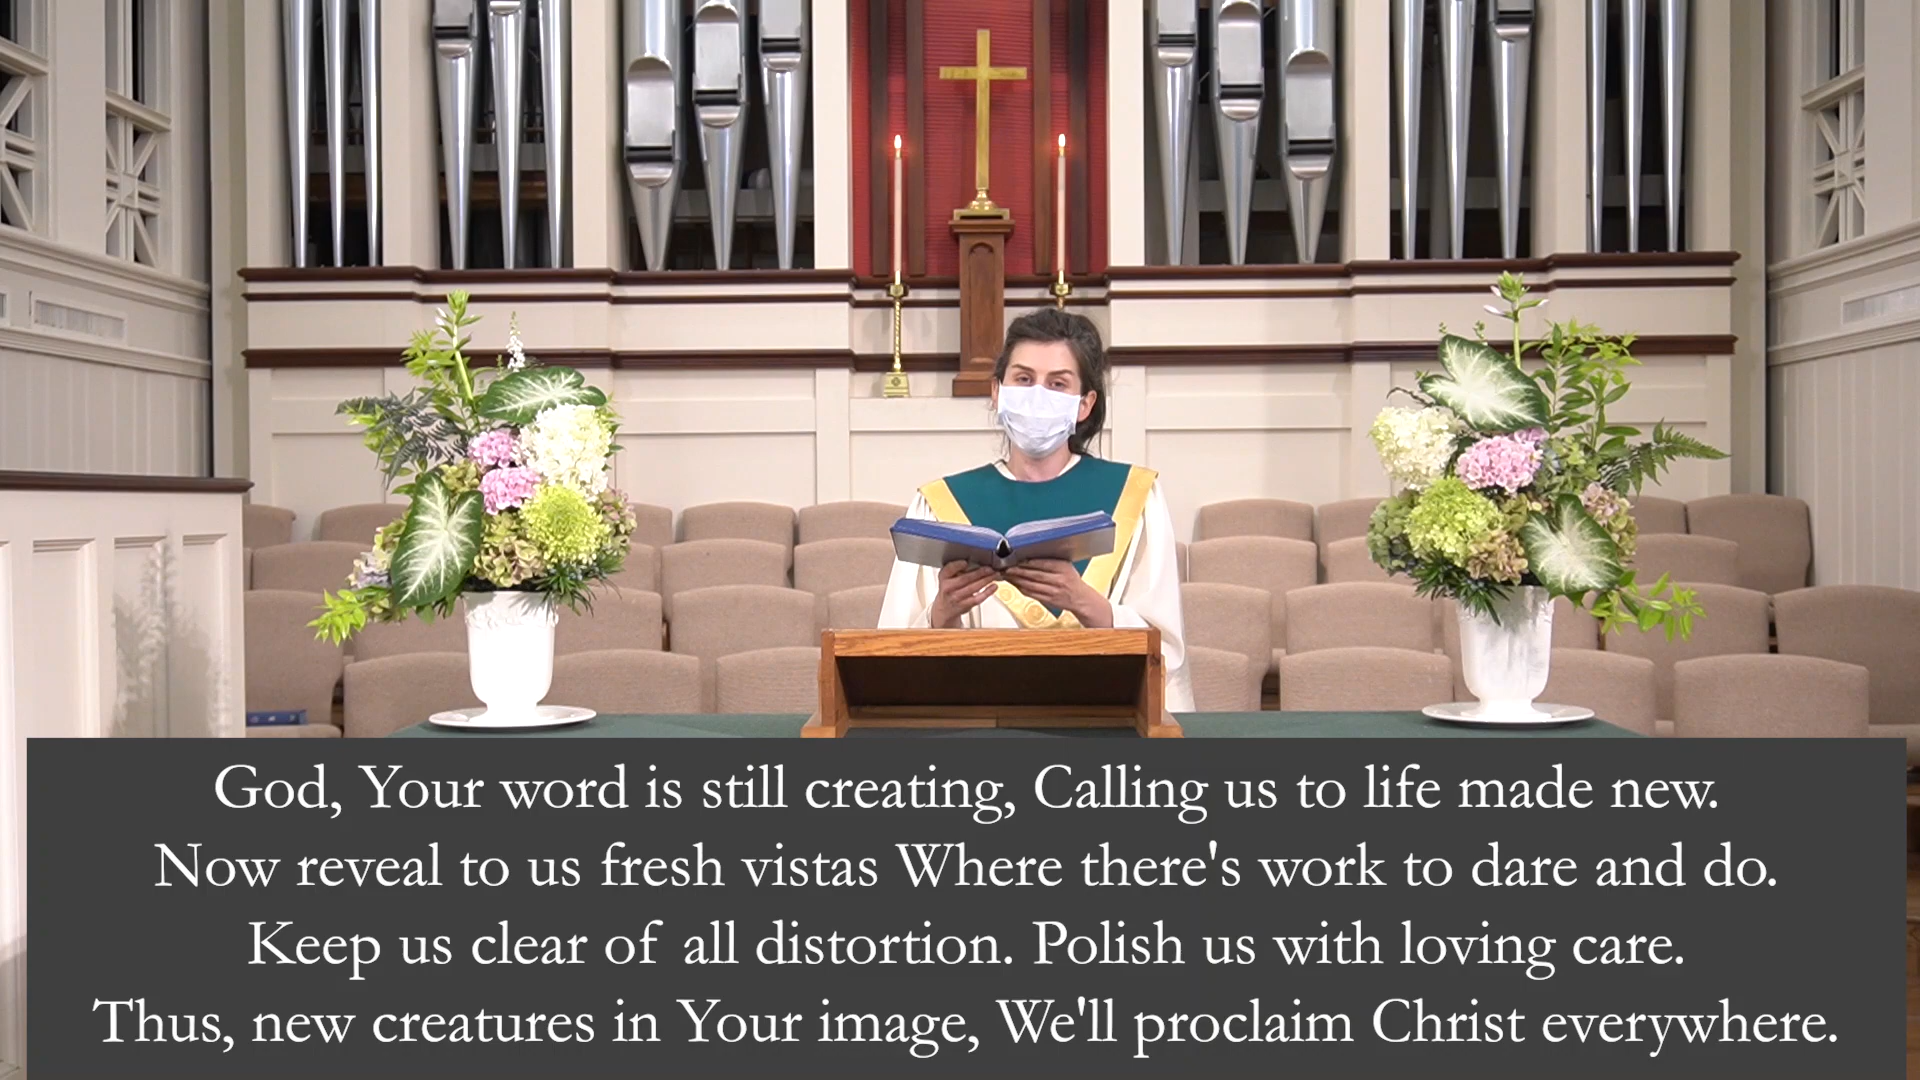 God, Your word is still creating, Calling us to life made new.
Now reveal to us fresh vistas Where there's work to dare and do.
Keep us clear of all distortion. Polish us with loving care.
Thus, new creatures in Your image, We'll proclaim Christ everywhere.